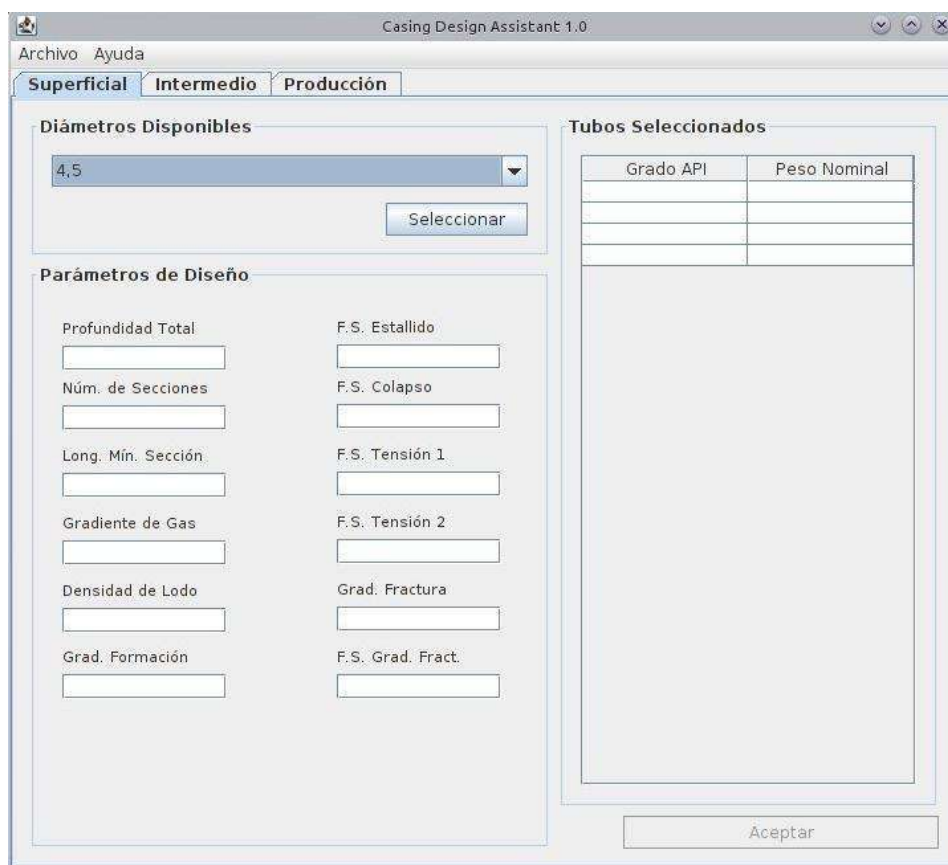 Casing Design Assistant 1.0
Archivo Ayuda
Superficial Intermedio Producción
Diámetros Disponibles
4,5
Seleccionar
Parámetros de Diseño
Profundidad Total F.S. Estallido
Núm. de Secciones F.S. Colapso
Long. Mín. Sección F.S. Tensión 1
Gradiente de Gas F.S. Tensión 2
Densidad de Lodo Grad. Fractura
Grad. Formación F.S. Grad. Fract.
Tubos Seleccionados
Grado API Peso Nominal
Aceptar